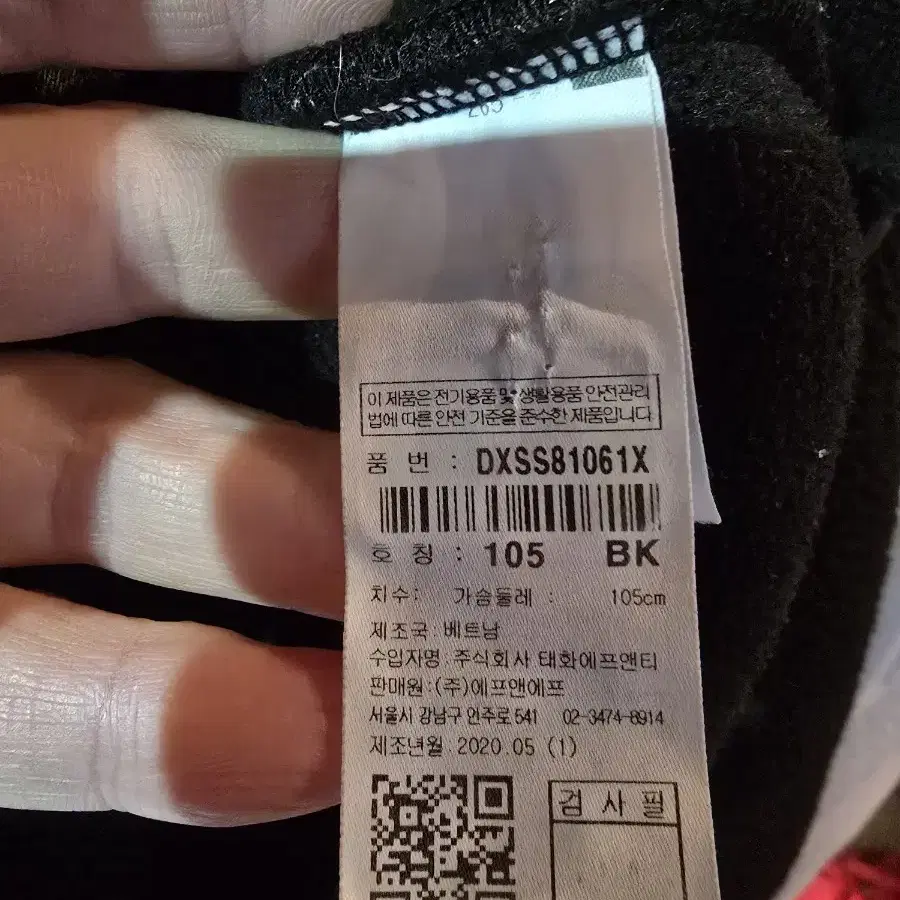 이 제품은 전기용품 및 생활용품 안전관리
법에 따른 안전 기준을 준수한 제품입니다.
품 번 : DXSS81061X
호 칭 : 105 BK
치수: 가슴둘레 : 105cm
제조국: 베트남
수입자명: 주식회사 태화에프앤티
판매원:(주)에프앤에프
서울시 강남구 언주로 541 02-3474-8914
제조년월: 2020.05 (1)
검 사 필